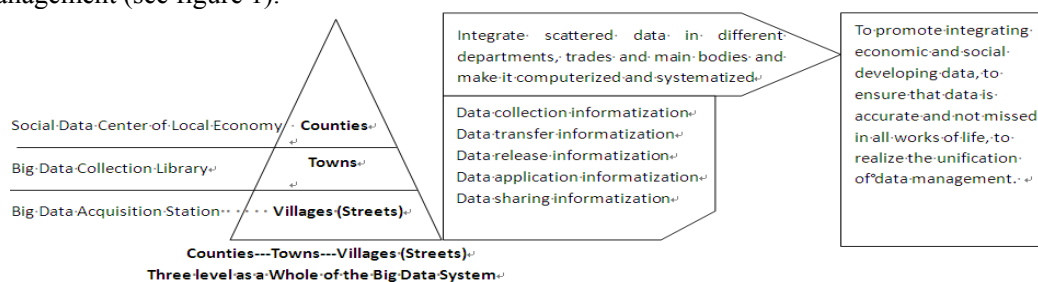 nagement (see figure 1).
Social Data Center of Local Economy Counties
Big Data Collection Library Towns
Big Data Acquisition Station Villages (Streets)
Counties---Towns---Villages (Streets)
Three level as a Whole of the Big Data System
Integrate scattered data in different
departments, trades and main bodies and
make it computerized and systematized
Data collection informatization
Data transfer informatization
Data release informatization
Data application informatization
Data sharing informatization
To promote integrating
economic and social
developing data, to
ensure that data is
accurate and not missed
in all works of life, to
realize the unification
of data management.